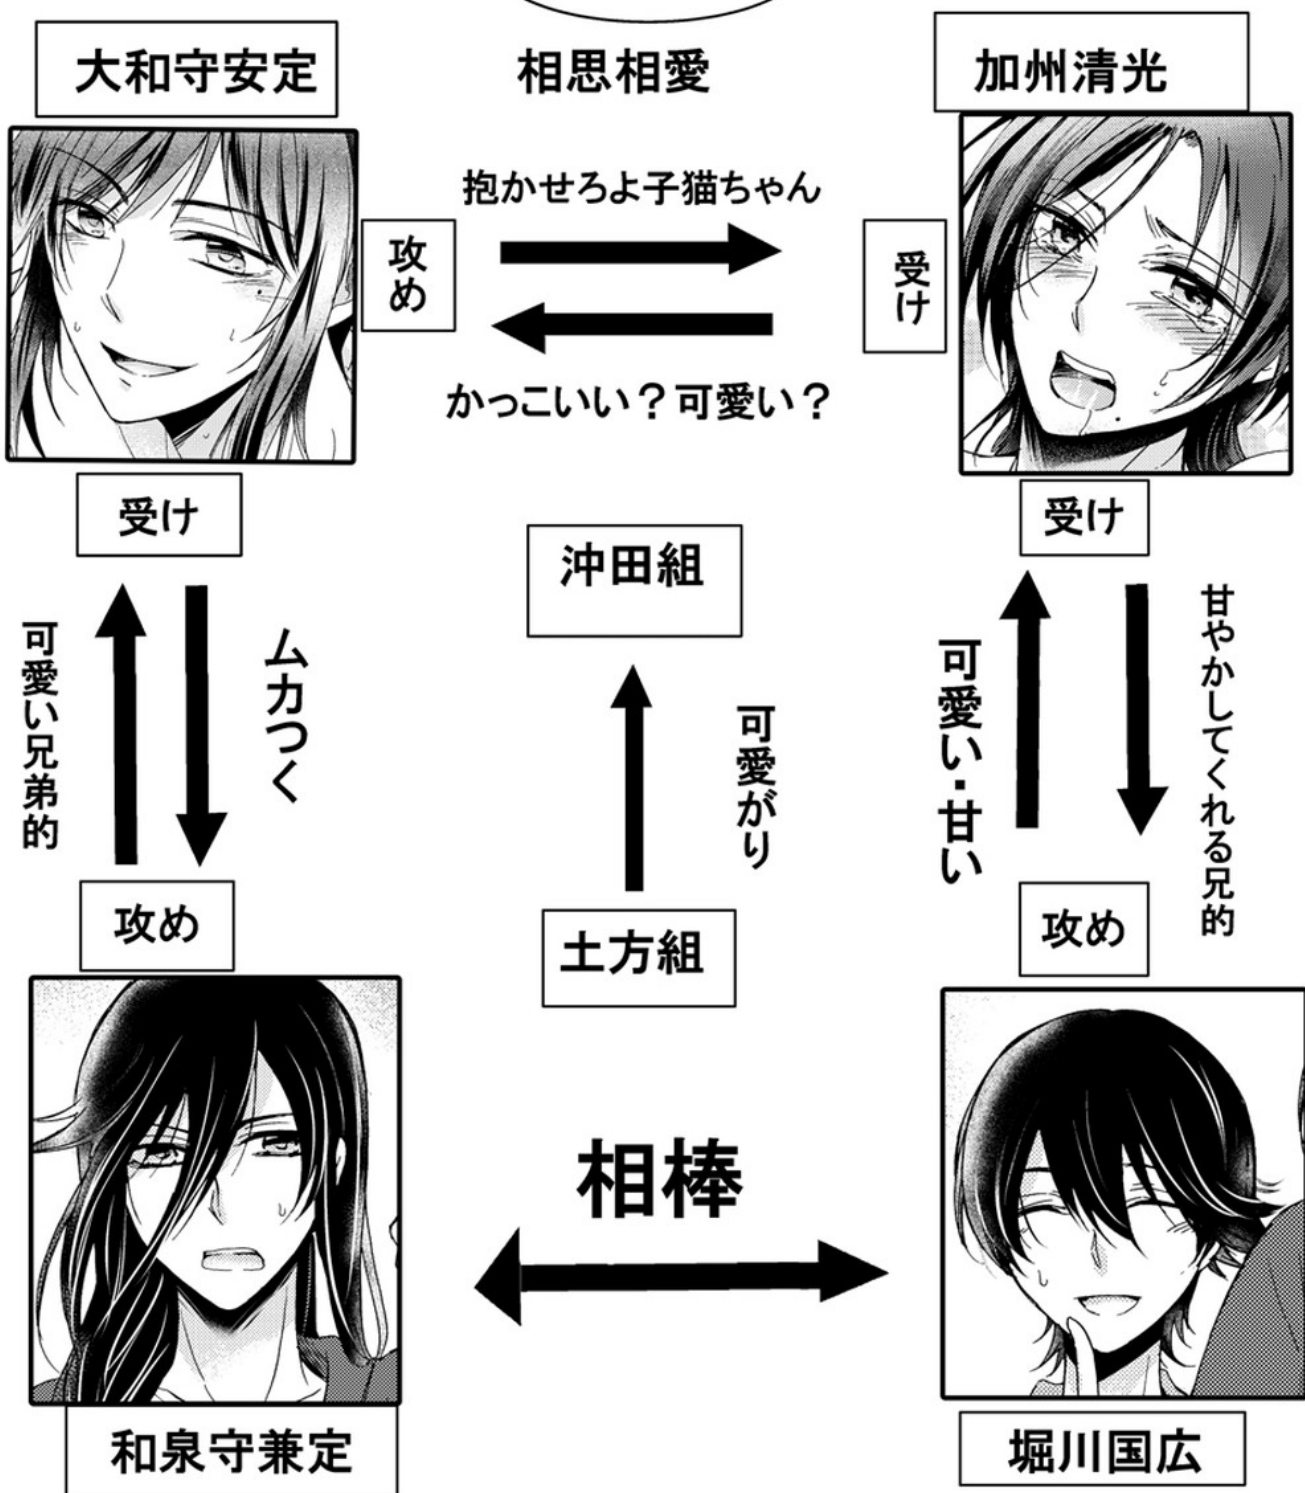 大和守安定
相思相愛
加州清光
抱かせろよ子猫ちゃん
攻め
受け
かっこいい？可愛い？
受け
受け
沖田組
可愛い兄弟的
ムカつく
可愛がり
可愛い・甘い
甘やかしてくれる兄的
攻め
土方組
攻め
相棒
和泉守兼定
堀川国広